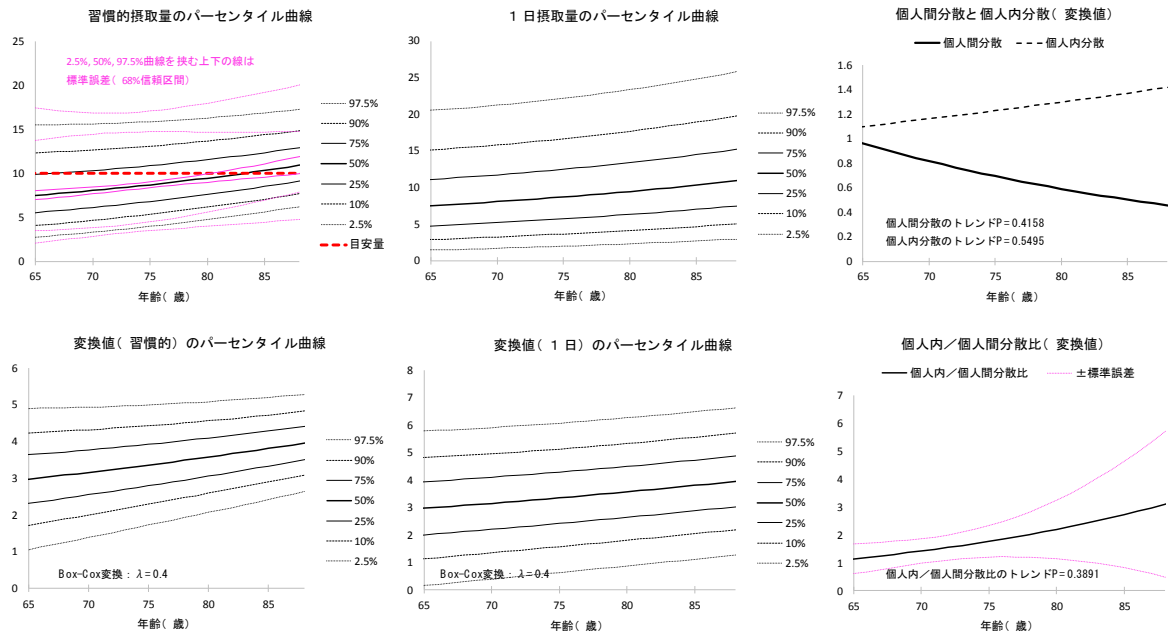 習慣的摂取量のパーセンタイル曲線
2.5%, 50%, 97.5%曲線を挟む上下の線は
標準誤差( 68%信頼区間)
25
20
15
10
5
0
65 70 75 80 85
年齢( 歳)
97.5%
90%
75%
50%
25%
10%
2.5%
目安量
1 日摂取量のパーセンタイル曲線
30
25
20
15
10
5
0
65 70 75 80 85
年齢( 歳)
97.5%
90%
75%
50%
25%
10%
2.5%
個人間分散と個人内分散( 変換値)
個人間分散 個人内分散
1.6
1.4
1.2
1
0.8
0.6
0.4
0.2
0
個人間分散のトレンドP=0.4158
個人内分散のトレンドP=0.5495
65 70 75 80 85
年齢( 歳)
変換値( 習慣的) のパーセンタイル曲線
6
5
4
3
2
1
0
Box-Cox変換: λ=0.4
65 70 75 80 85
年齢( 歳)
97.5%
90%
75%
50%
25%
10%
2.5%
変換値( 1 日) のパーセンタイル曲線
8
7
6
5
4
3
2
1
0
Box-Cox変換: λ=0.4
65 70 75 80 85
年齢( 歳)
97.5%
90%
75%
50%
25%
10%
2.5%
個人内／個人間分散比( 変換値)
個人内／個人間分散比 ±標準誤差
7
6
5
4
3
2
1
0
個人内／個人間分散比のトレンドP=0.3891
65 70 75 80 85
年齢( 歳)